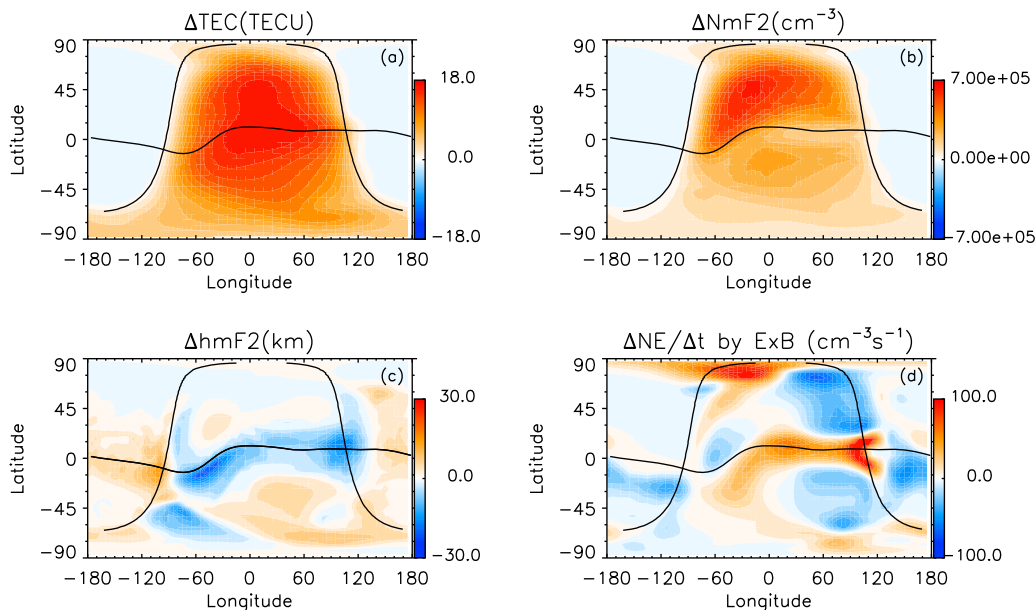 ΔTEC(TECU)
ΔNmF2(cm⁻³)
90
45
0
−45
−90
Latitude
(a)
18.0
0.0
−18.0
−180 −120 −60 0 60 120 180
Longitude
90
45
0
−45
−90
Latitude
(b)
7.00e+05
0.00e+00
−7.00e+05
−180 −120 −60 0 60 120 180
Longitude
ΔhmF2(km)
ΔNE/Δt by ExB (cm⁻³s⁻¹)
90
45
0
−45
−90
Latitude
(c)
30.0
0.0
−30.0
−180 −120 −60 0 60 120 180
Longitude
90
45
0
−45
−90
Latitude
(d)
100.0
0.0
−100.0
−180 −120 −60 0 60 120 180
Longitude